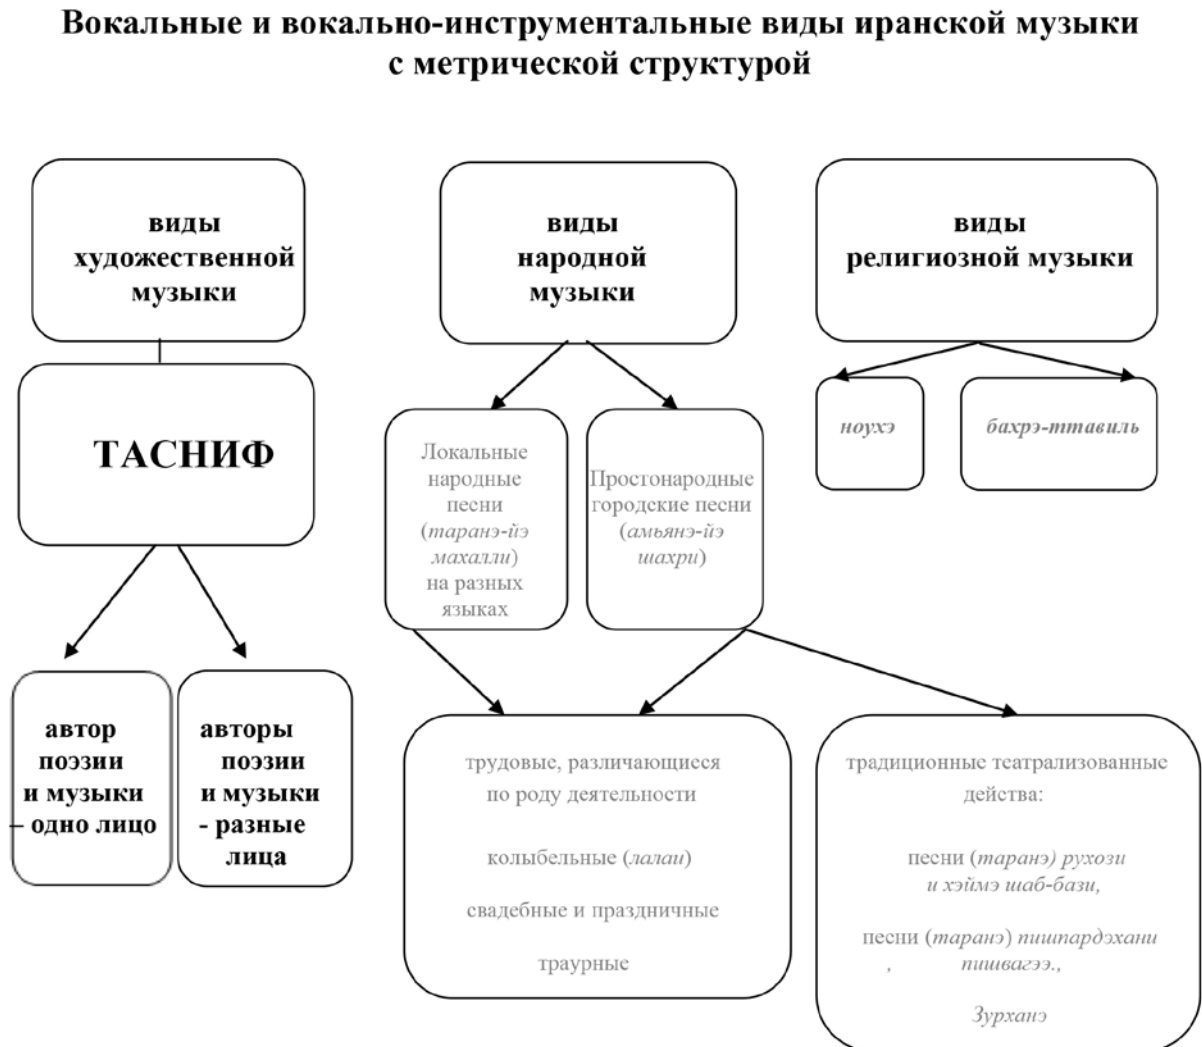 Вокальные и вокально-инструментальные виды иранской музыки
с метрической структурой
виды
художественной
музыки
ТАСНИФ
автор
поэзии
и музыки
– одно лицо
авторы
поэзии
и музыки
- разные
лица
виды
народной
музыки
Локальные
народные
песни
(таранэ-йэ
махалли)
на разных
языках
Простонародные
городские песни
(амьянэ-йэ
шахри)
трудовые, различающиеся
по роду деятельности
колыбельные (лалаи)
свадебные и праздничные
траурные
традиционные театрализованные
действа:
песни (таранэ) рухози
и хэймэ шаб-бази,
песни (таранэ) пишпардэхани
, пишвагээ.,
Зурханэ
виды
религиозной музыки
ноухэ
бахрэ-ттавиль